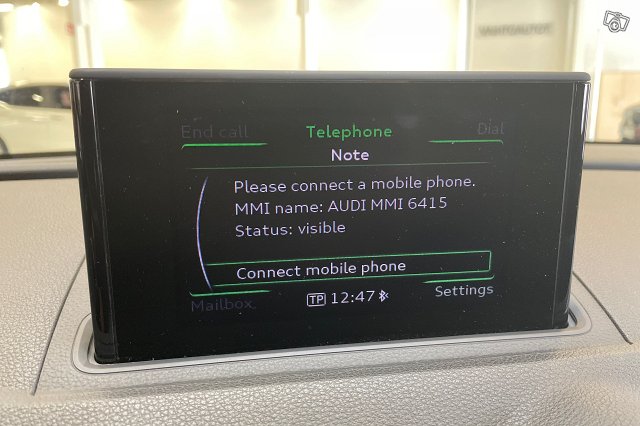 VAIHTOAUTOT
End call
Telephone
Dial
Note
Please connect a mobile phone.
MMI name: AUDI MMI 6415
Status: visible
Connect mobile phone
Mailbox
TP 12:47
Settings